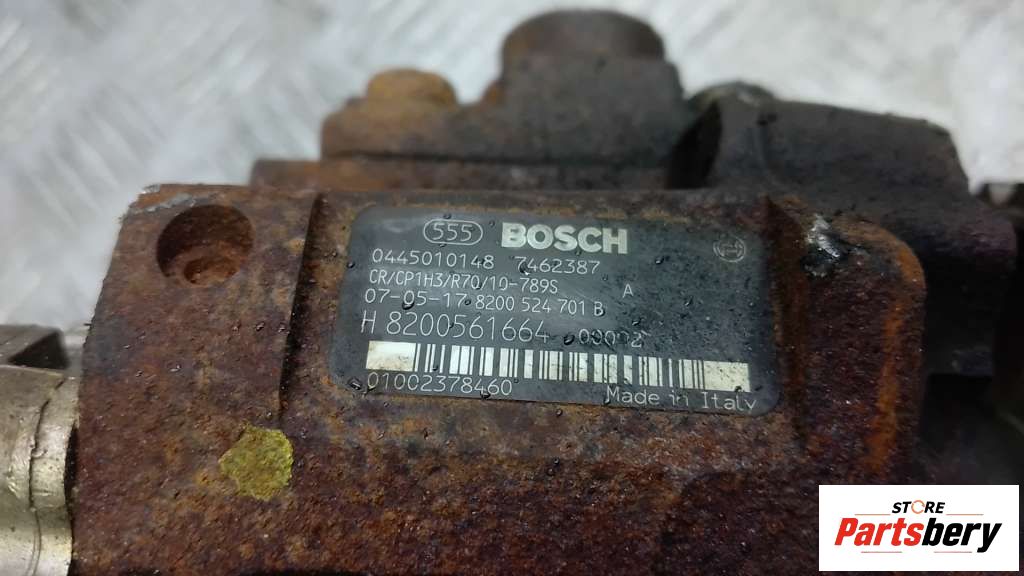 555 BOSCH
0445010148 7462387
CR/CP1H3/R70/10-789S A
07-05-17 8200 524 701 B
H 8200561664
01002378460 Made in Italy
STORE
Partsbery